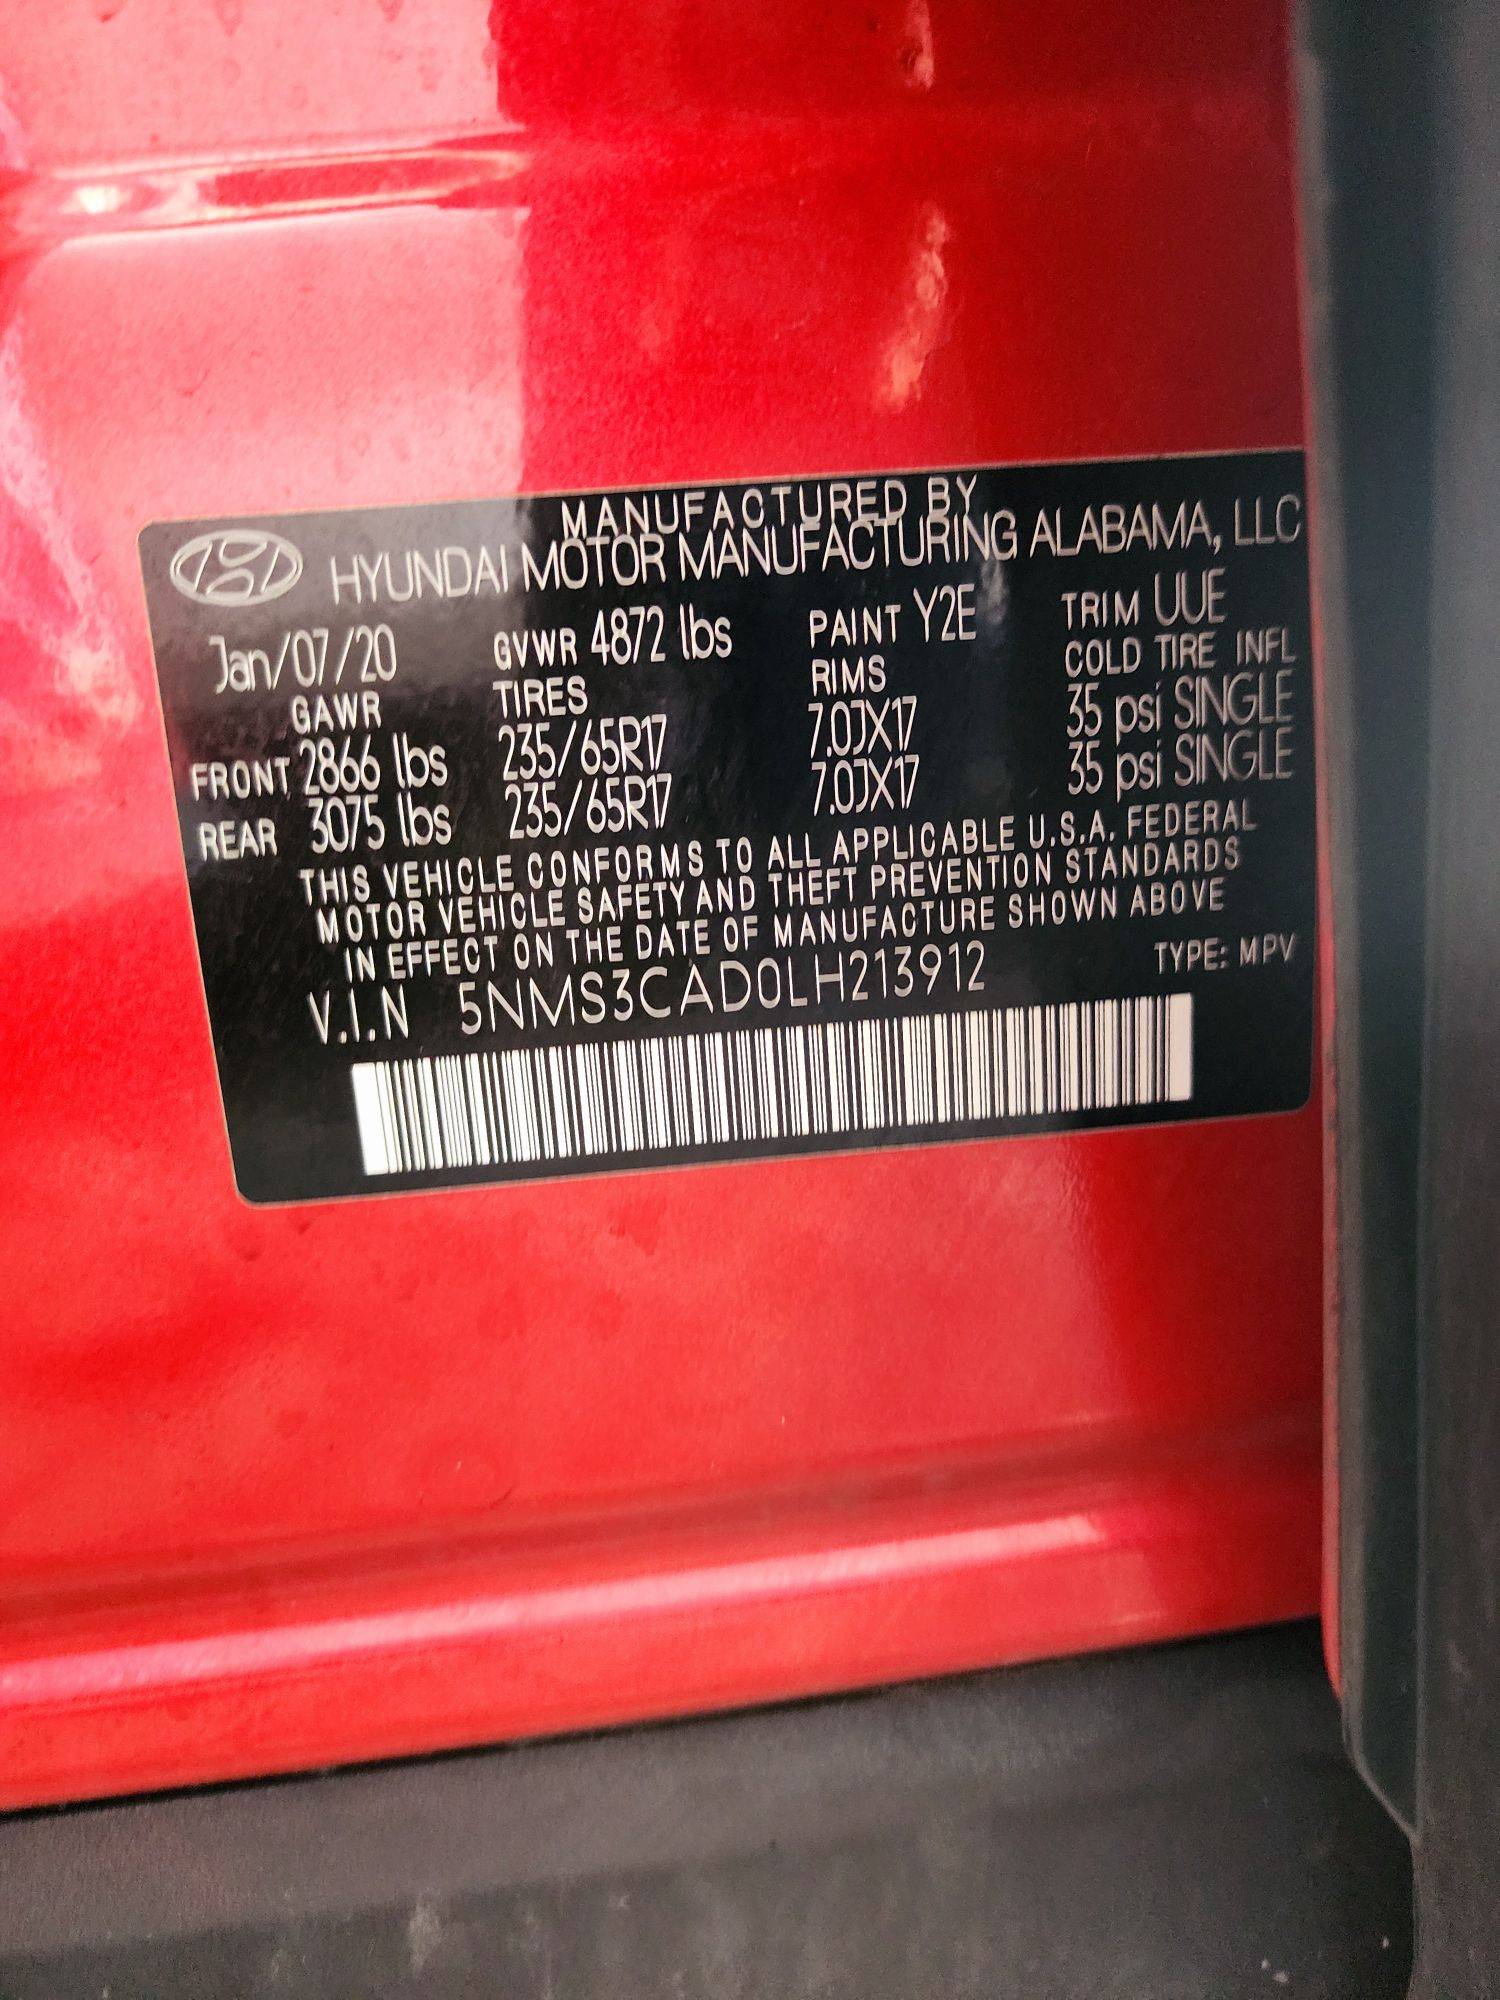 MANUFACTURED BY
HYUNDAI MOTOR MANUFACTURING ALABAMA, LLC
Jan/07/20 GVWR 4872 lbs PAINT Y2E TRIM UUE
GAWR TIRES RIMS COLD TIRE INFL
FRONT 2866 lbs 235/65R17 7.0JX17 35 psi SINGLE
REAR 3075 lbs 235/65R17 7.0JX17 35 psi SINGLE
THIS VEHICLE CONFORMS TO ALL APPLICABLE U.S.A. FEDERAL
MOTOR VEHICLE SAFETY AND THEFT PREVENTION STANDARDS
IN EFFECT ON THE DATE OF MANUFACTURE SHOWN ABOVE
V.I.N 5NMS3CAD0LH213912 TYPE: MPV